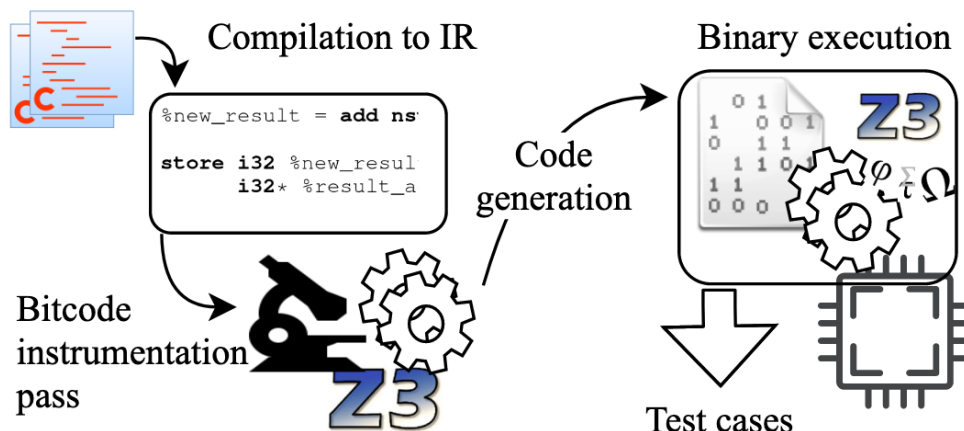 Compilation to IR
C C
%new_result = add ns
store i32 %new_resul
i32* %result_a
Bitcode
instrumentation
pass
Z3
Code
generation
Binary execution
0 1
1 0 0 1
0 1 1
1 1 0 1
1 1
0 0 0
Z3
φ Σ τ Ω
Test cases